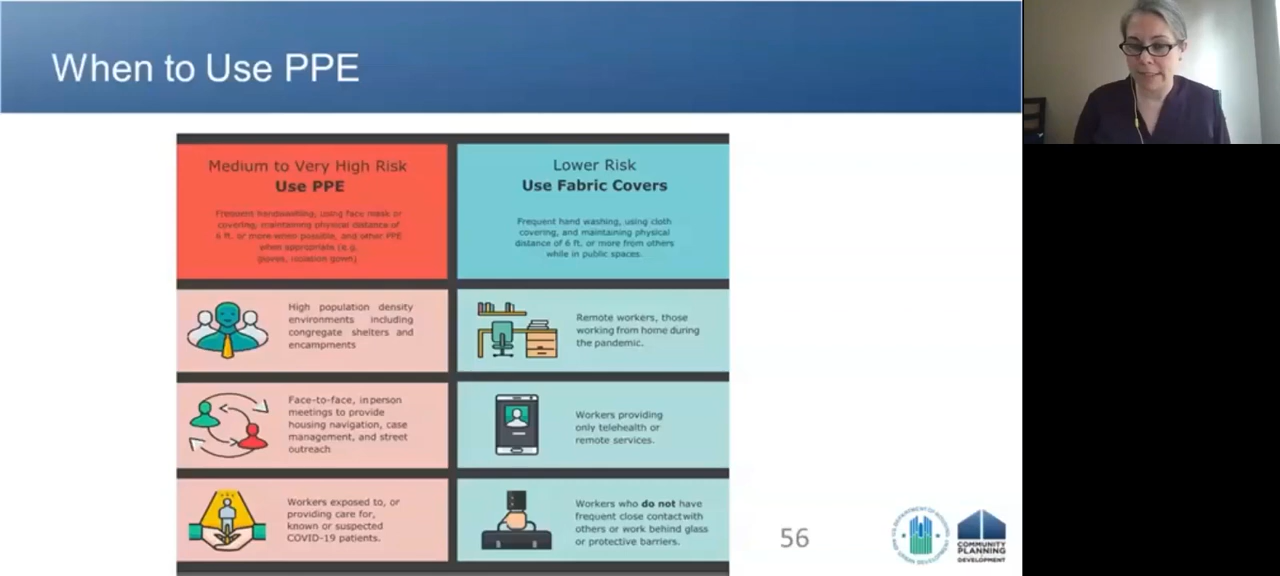 When to Use PPE
Medium to Very High Risk
Use PPE
Frequent handwashing, using face mask or
covering, maintaining physical distance of
6 ft. or more when possible, and other PPE
when appropriate (e.g.
gloves, isolation gown)
Lower Risk
Use Fabric Covers
Frequent hand washing, using cloth
covering, and maintaining physical
distance of 6 ft. or more from others
while in public spaces.
High population density
environments including
congregate shelters and
encampments
Remote workers, those
working from home during
the pandemic.
Face-to-face, inperson
meetings to provide
housing navigation, case
management, and street
outreach
Workers providing
only telehealth or
remote services.
Workers exposed to, or
providing care for,
known or suspected
COVID-19 patients.
Workers who do not have
frequent close contactwith
others or work behind glass
or protective barriers.
56
COMMUNITY
PLANNING
DEVELOPMENT